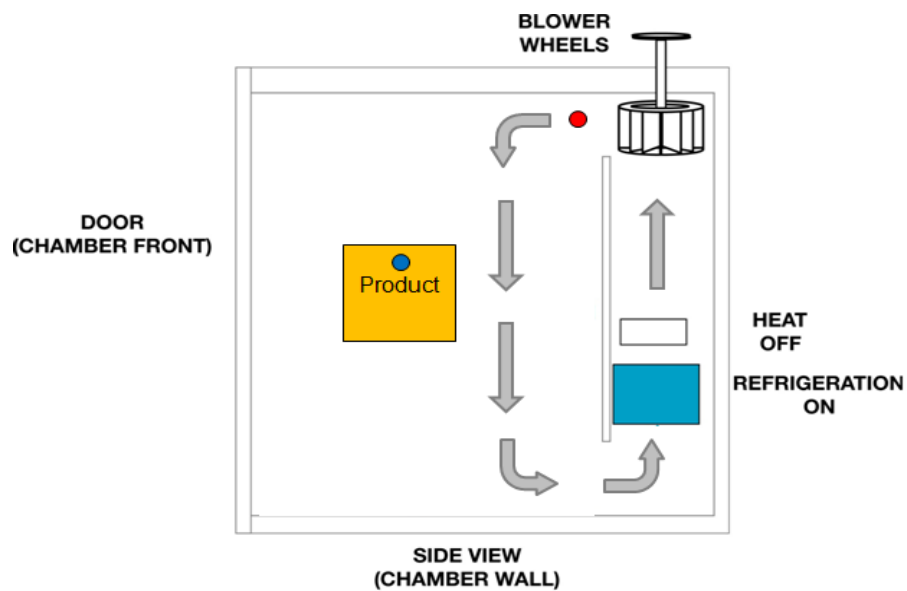 BLOWER
WHEELS
DOOR
(CHAMBER FRONT)
Product
HEAT
OFF
REFRIGERATION
ON
SIDE VIEW
(CHAMBER WALL)